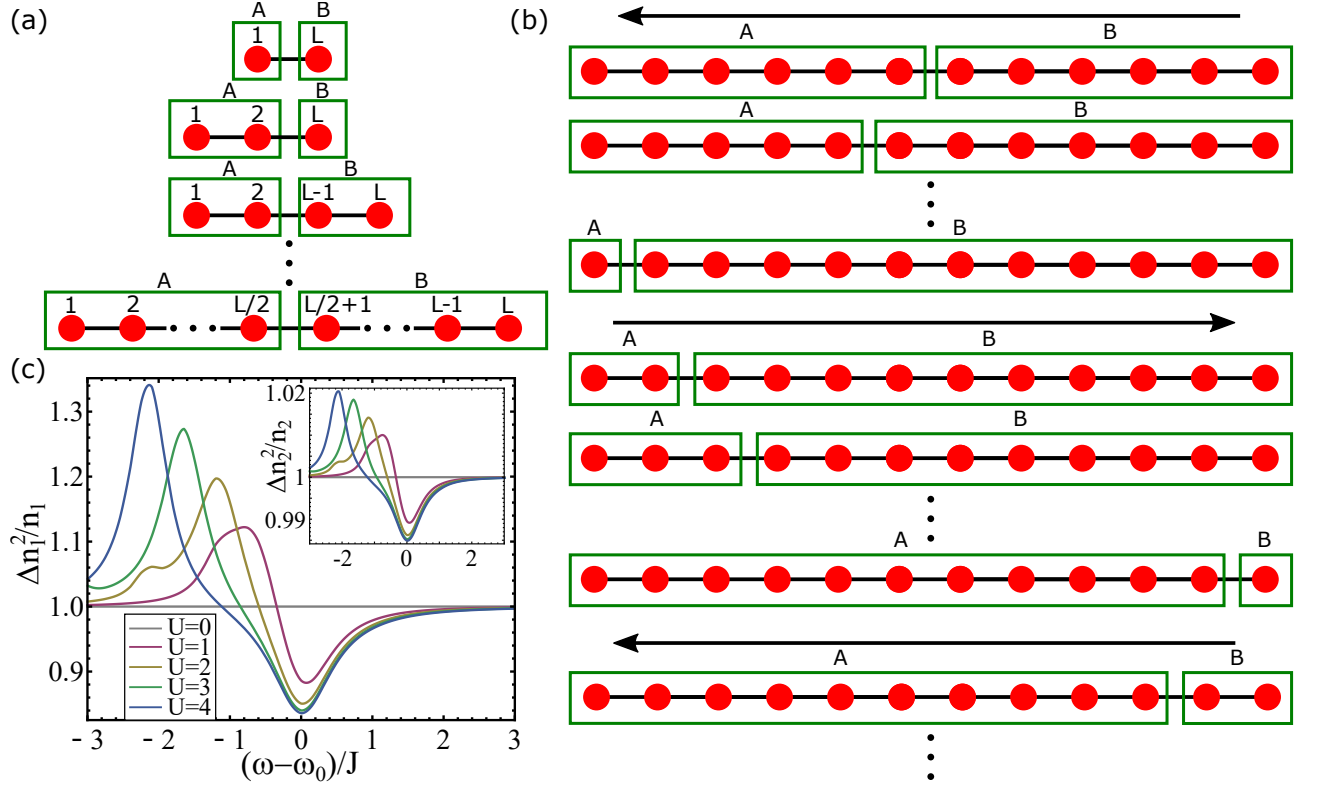 (a)
A B
1 L
A B
1 2 L
A B
1 2 L-1 L
A B
1 2 L/2 L/2+1 L-1 L
(b)
A B
A B
A B
A B
A B
A B
A B
(c)
Δn₁²/n₁
1.3
1.2
1.1
1.0
0.9
U=0
U=1
U=2
U=3
U=4
- 3 - 2 - 1 0 1 2 3
(ω−ω₀)/J
Δn₂²/n₂
1.02
1
0.99
-2 0 2